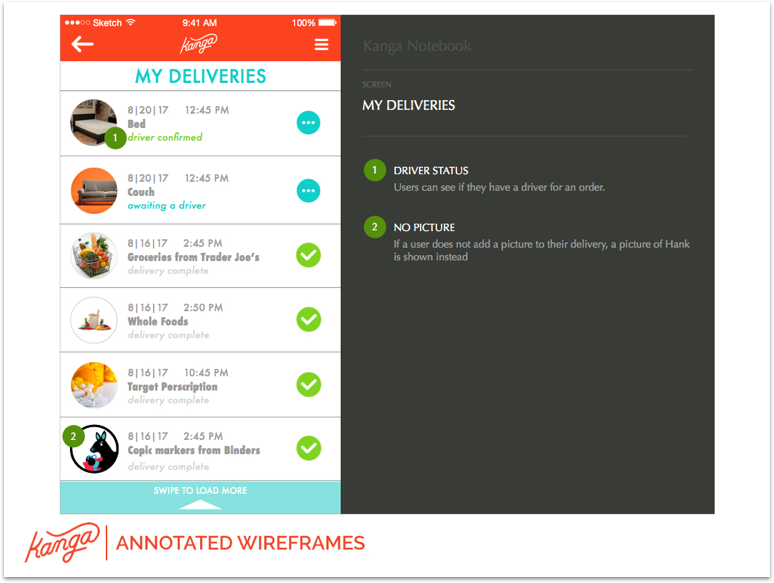 Sketch 9:41 AM 100%
Kanga
MY DELIVERIES
8|20|17 12:45 PM
Bed
driver confirmed
1
8|20|17 12:45 PM
Couch
awaiting a driver
8|16|17 2:45 PM
Groceries from Trader Joe's
delivery complete
8|16|17 2:50 PM
Whole Foods
delivery complete
8|16|17 10:45 PM
Target Perscription
delivery complete
2
8|16|17 2:45 PM
Copic markers from Binders
delivery complete
SWIPE TO LOAD MORE
Kanga Notebook
SCREEN
MY DELIVERIES
1 DRIVER STATUS
Users can see if they have a driver for an order.
2 NO PICTURE
If a user does not add a picture to their delivery, a picture of Hank
is shown instead
Kanga ANNOTATED WIREFRAMES